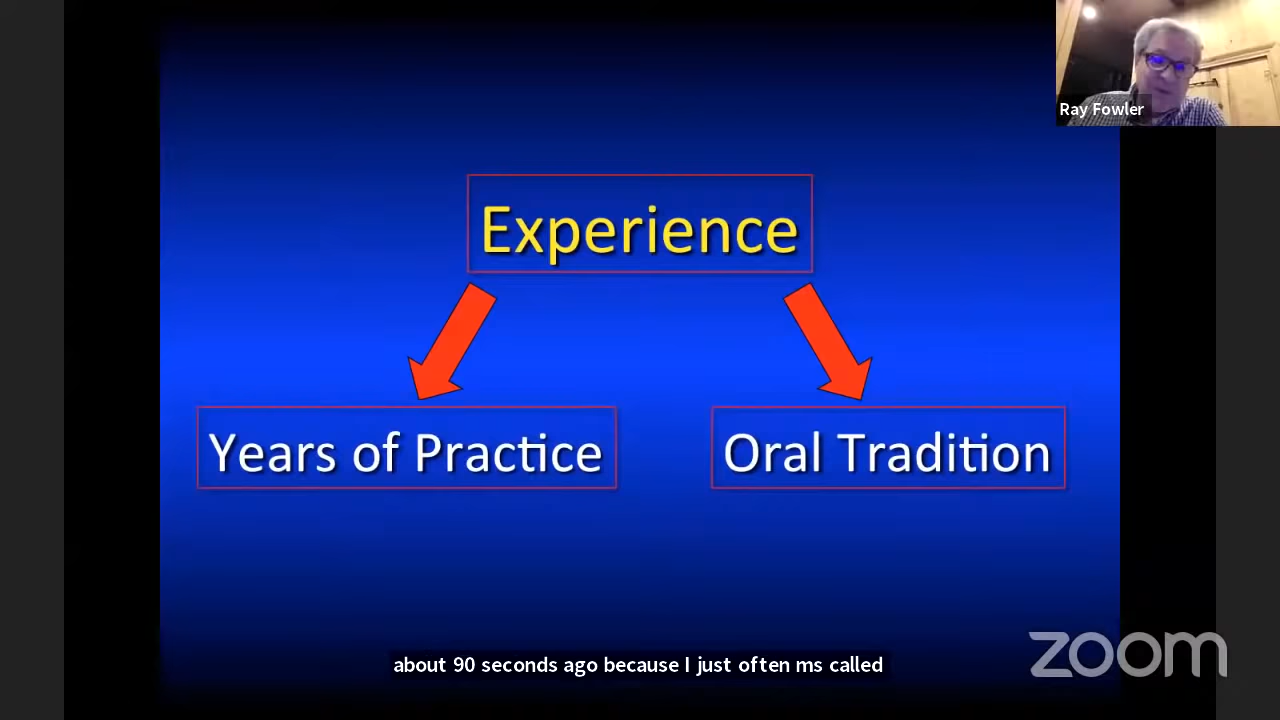 Ray Fowler
Experience
Years of Practice
Oral Tradition
about 90 seconds ago because I just often ms called
zoom